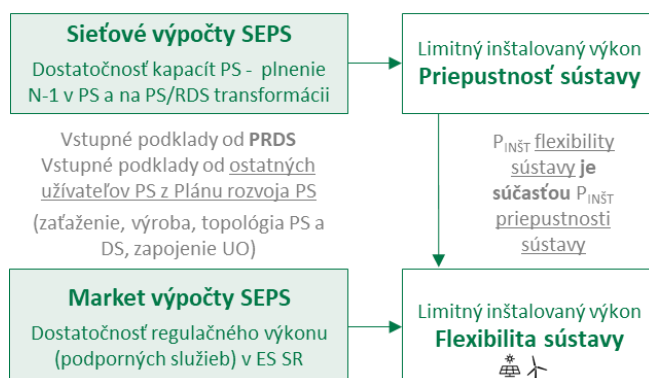 Sieťové výpočty SEPS
Dostatočnosť kapacít PS - plnenie
N-1 v PS a na PS/RDS transformácii
Limitný inštalovaný výkon
Priepustnosť sústavy
Vstupné podklady od PRDS
Vstupné podklady od ostatných
užívateľov PS z Plánu rozvoja PS
(zaťaženie, výroba, topológia PS a
DS, zapojenie UO)
PINŠT flexibility
sústavy je
súčasťou PINŠT
priepustnosti
sústavy
Market výpočty SEPS
Dostatočnosť regulačného výkonu
(podporných služieb) v ES SR
Limitný inštalovaný výkon
Flexibilita sústavy